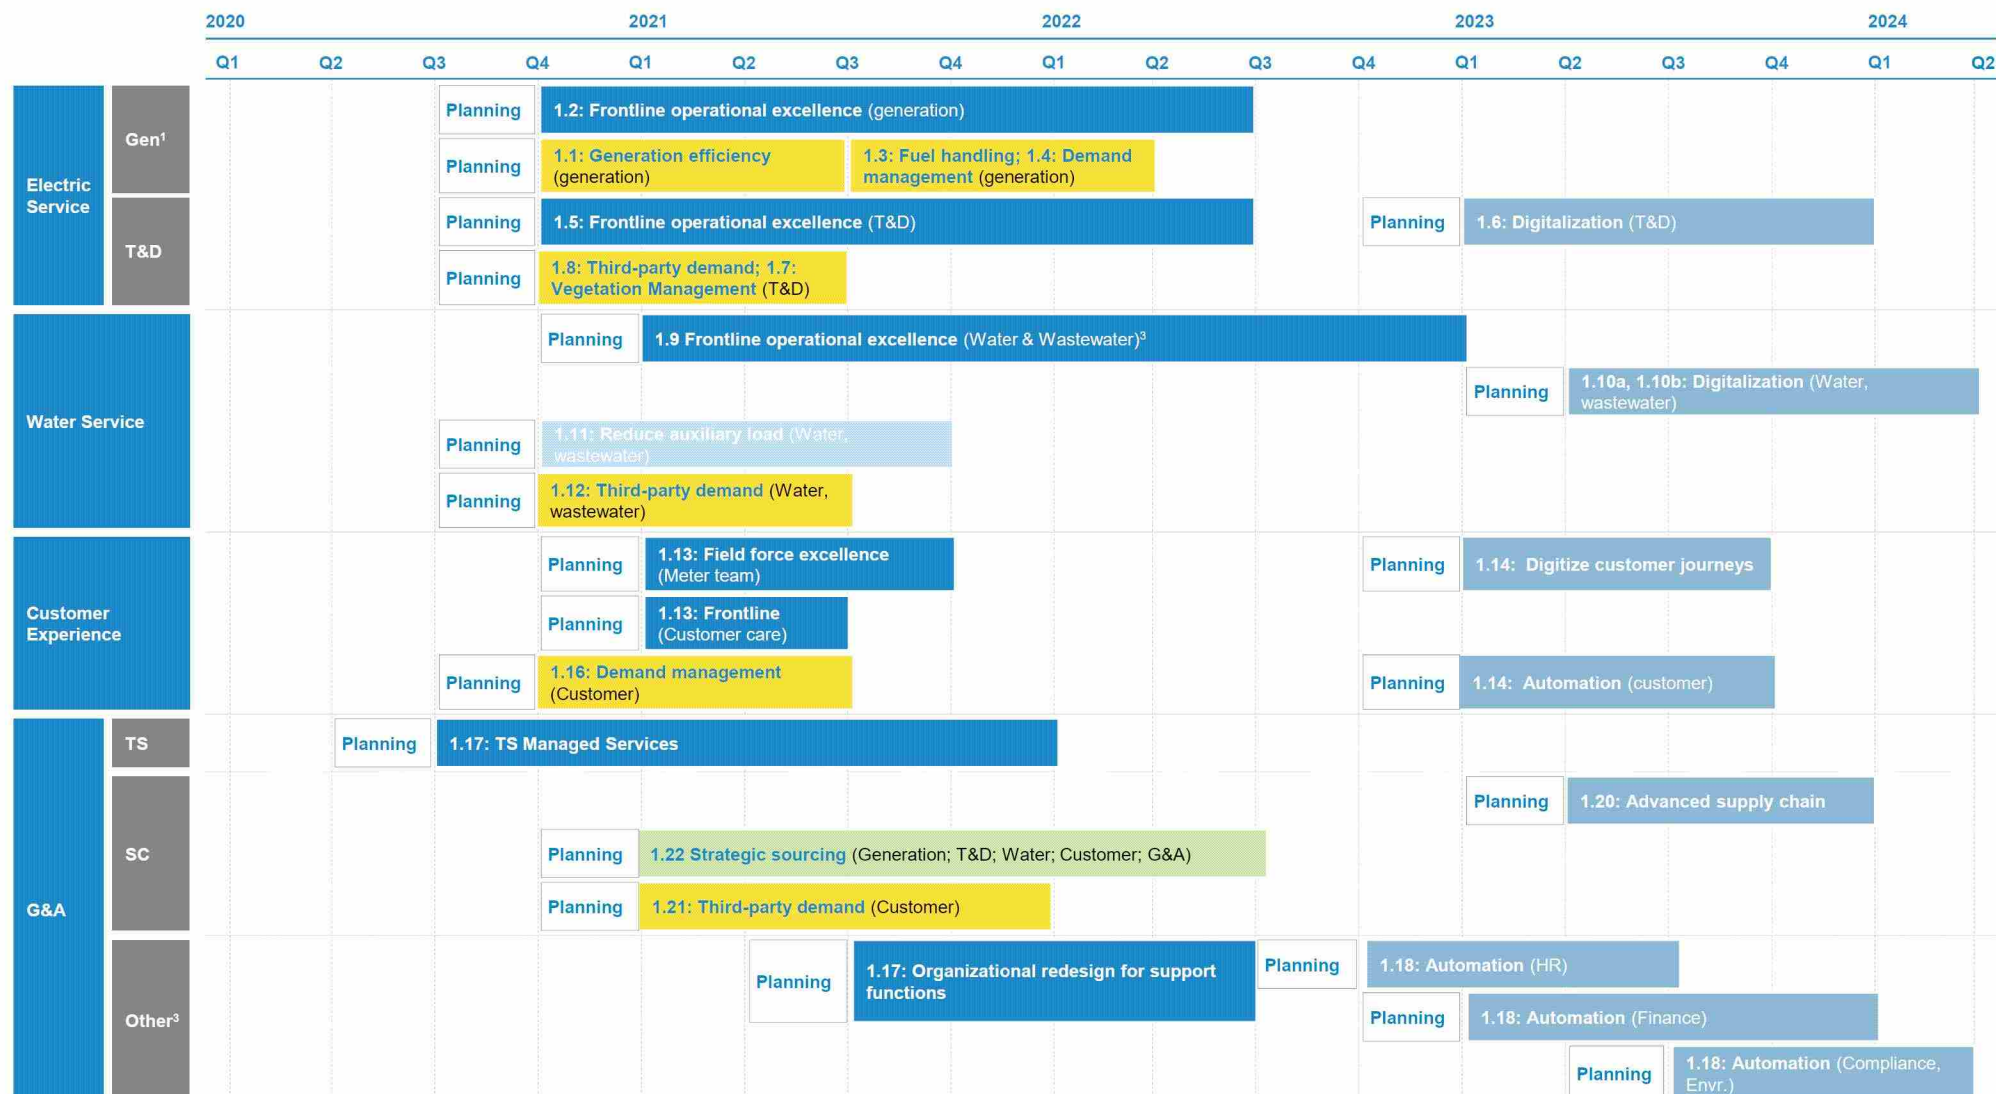 2020 2021 2022 2023 2024
Q1 Q2 Q3 Q4 Q1 Q2 Q3 Q4 Q1 Q2 Q3 Q4 Q1 Q2 Q3 Q4 Q1 Q2
Electric
Service
Gen¹
Planning
1.2: Frontline operational excellence (generation)
Planning
1.1: Generation efficiency
(generation)
1.3: Fuel handling; 1.4: Demand
management (generation)
T&D
Planning
1.5: Frontline operational excellence (T&D)
Planning
1.6: Digitalization (T&D)
Planning
1.8: Third-party demand; 1.7:
Vegetation Management (T&D)
Water Service
Planning
1.9 Frontline operational excellence (Water & Wastewater)³
Planning
1.10a, 1.10b: Digitalization (Water,
wastewater)
Planning
1.11: Reduce auxiliary load (Water,
wastewater)
Planning
1.12: Third-party demand (Water,
wastewater)
Customer
Experience
Planning
1.13: Field force excellence
(Meter team)
Planning
1.14: Digitize customer journeys
Planning
1.13: Frontline
(Customer care)
Planning
1.16: Demand management
(Customer)
Planning
1.14: Automation (customer)
G&A
TS
Planning
1.17: TS Managed Services
SC
Planning
1.20: Advanced supply chain
Planning
1.22 Strategic sourcing (Generation; T&D; Water; Customer; G&A)
Planning
1.21: Third-party demand (Customer)
Other³
Planning
1.17: Organizational redesign for support
functions
Planning
1.18: Automation (HR)
Planning
1.18: Automation (Finance)
Planning
1.18: Automation (Compliance,
Envr.)